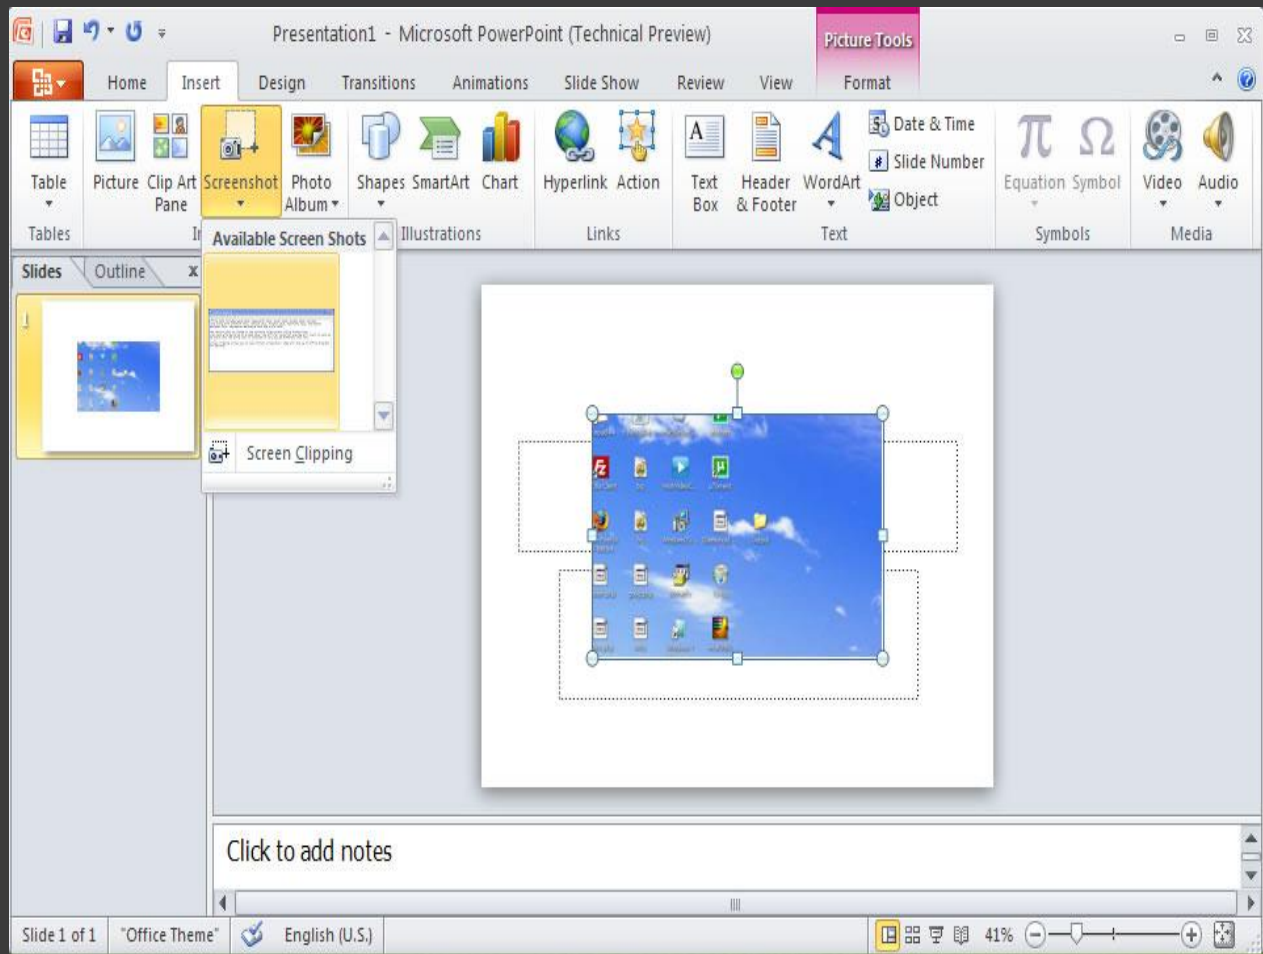 Presentation1 - Microsoft PowerPoint (Technical Preview)
Picture Tools
Home Insert Design Transitions Animations Slide Show Review View Format
Table
Picture
Clip Art
Pane
Screenshot
Photo
Album
Shapes
SmartArt
Chart
Hyperlink
Action
A
Text
Box
Header
& Footer
A
WordArt
5 Date & Time
# Slide Number
Object
π
Equation
Ω
Symbol
Video
Audio
Tables
Illustrations
Links
Text
Symbols
Media
Available Screen Shots
Screen Clipping
Slides Outline x
1
Click to add notes
Slide 1 of 1 "Office Theme" English (U.S.) 41%